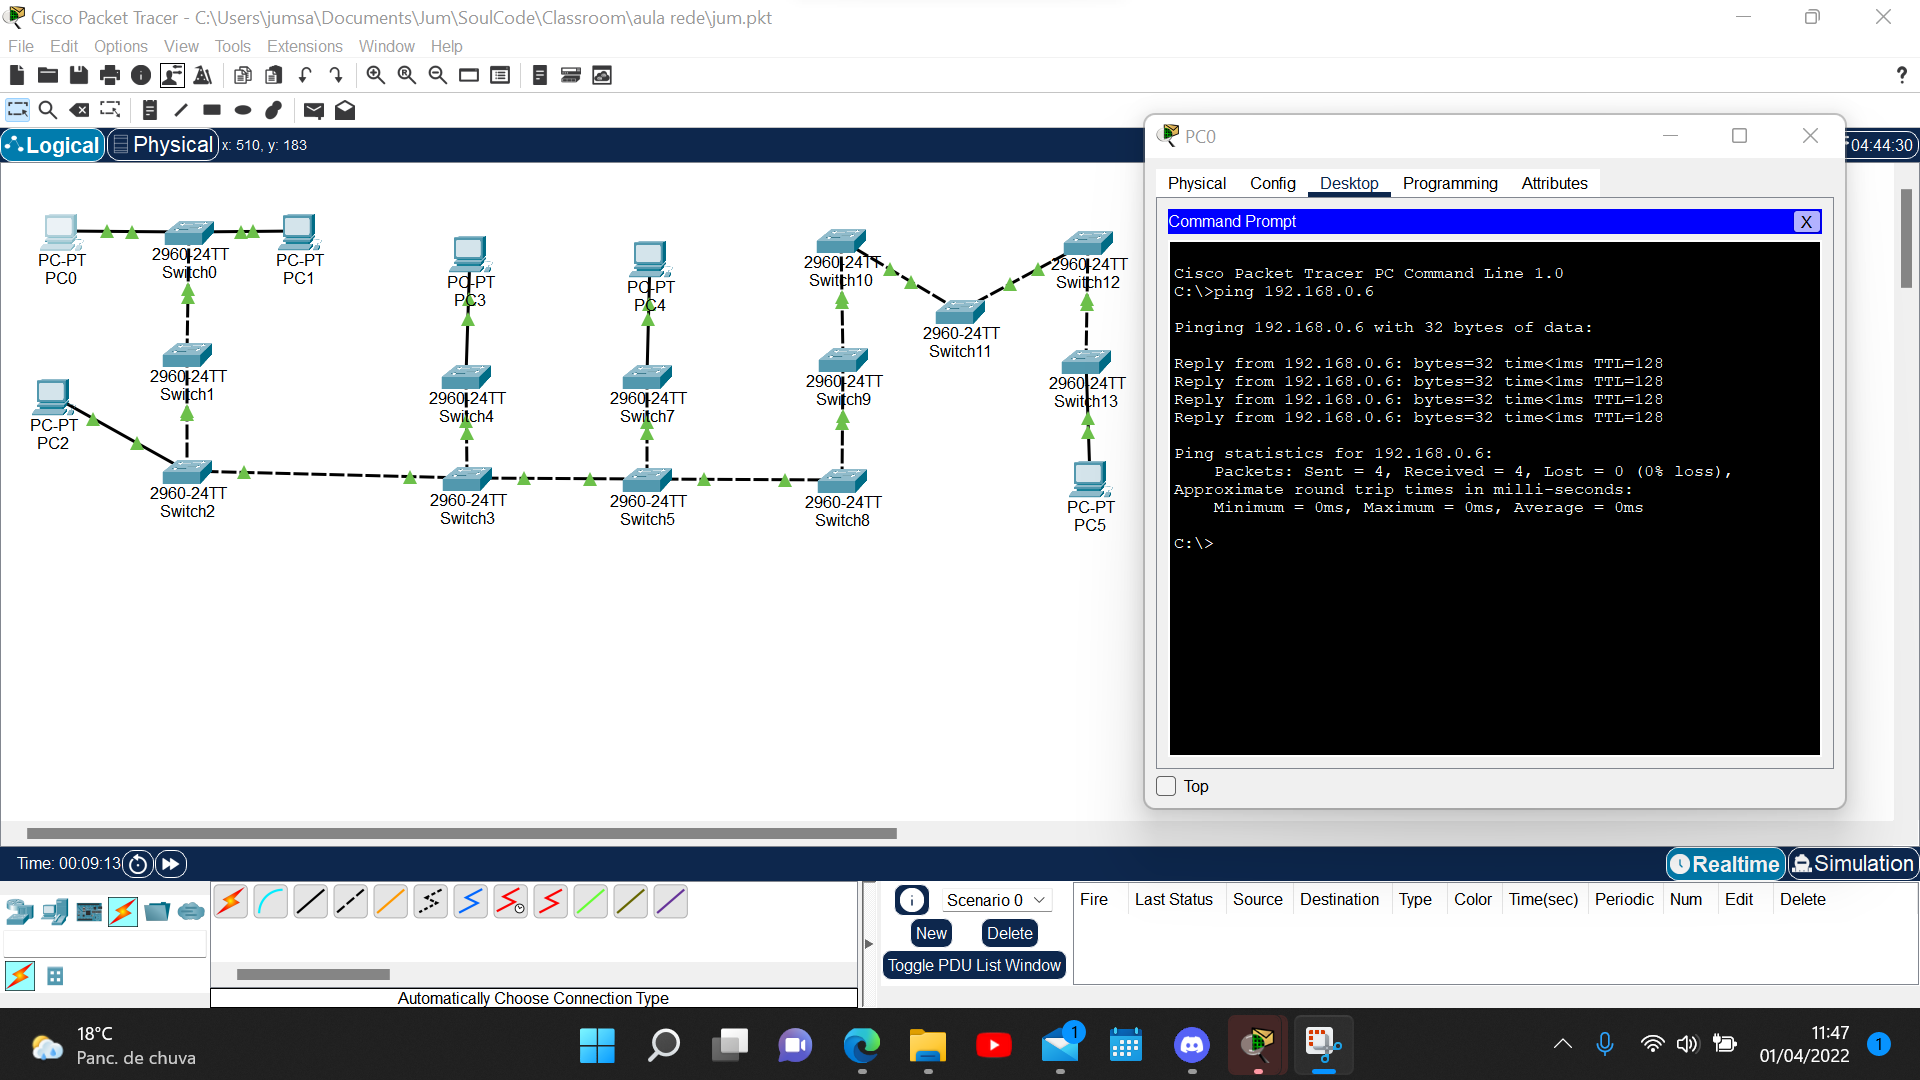 Cisco Packet Tracer - C:\Users\jumsa\Documents\Jum\SoulCode\Classroom\aula rede\jum.pkt
File Edit Options View Tools Extensions Window Help
?
Logical Physical x: 510, y: 183
04:44:30
PC0
Physical Config Desktop Programming Attributes
Command Prompt X
Cisco Packet Tracer PC Command Line 1.0
C:\>ping 192.168.0.6
Pinging 192.168.0.6 with 32 bytes of data:
Reply from 192.168.0.6: bytes=32 time<1ms TTL=128
Reply from 192.168.0.6: bytes=32 time<1ms TTL=128
Reply from 192.168.0.6: bytes=32 time<1ms TTL=128
Reply from 192.168.0.6: bytes=32 time<1ms TTL=128
Ping statistics for 192.168.0.6:
Packets: Sent = 4, Received = 4, Lost = 0 (0% loss),
Approximate round trip times in milli-seconds:
Minimum = 0ms, Maximum = 0ms, Average = 0ms
C:\>
Top
PC-PT
PC0
2960-24TT
Switch0
PC-PT
PC1
PC-PT
PC3
PC-PT
PC4
2960-24TT
Switch10
2960-24TT
Switch12
2960-24TT
Switch11
2960-24TT
Switch1
PC-PT
PC2
2960-24TT
Switch4
2960-24TT
Switch7
2960-24TT
Switch9
2960-24TT
Switch13
2960-24TT
Switch2
2960-24TT
Switch3
2960-24TT
Switch5
2960-24TT
Switch8
PC-PT
PC5
Time: 00:09:13
Realtime Simulation
Scenario 0
New Delete
Toggle PDU List Window
Fire Last Status Source Destination Type Color Time(sec) Periodic Num Edit Delete
Automatically Choose Connection Type
18°C
Panc. de chuva
1
11:47
01/04/2022
1